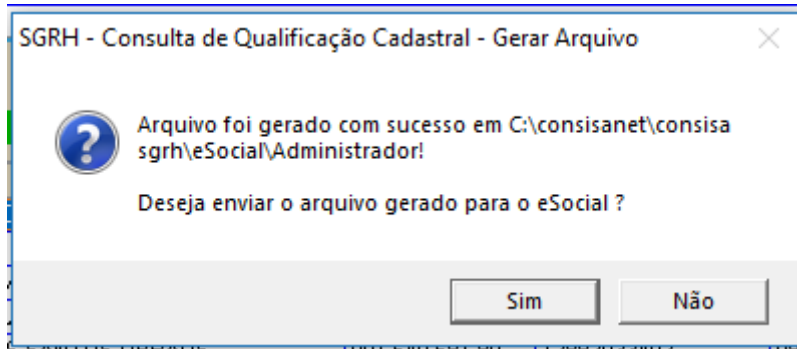 SGRH - Consulta de Qualificação Cadastral - Gerar Arquivo
Arquivo foi gerado com sucesso em C:\consisanet\consisa
sgrh\eSocial\Administrador!
Deseja enviar o arquivo gerado para o eSocial ?
Sim Não